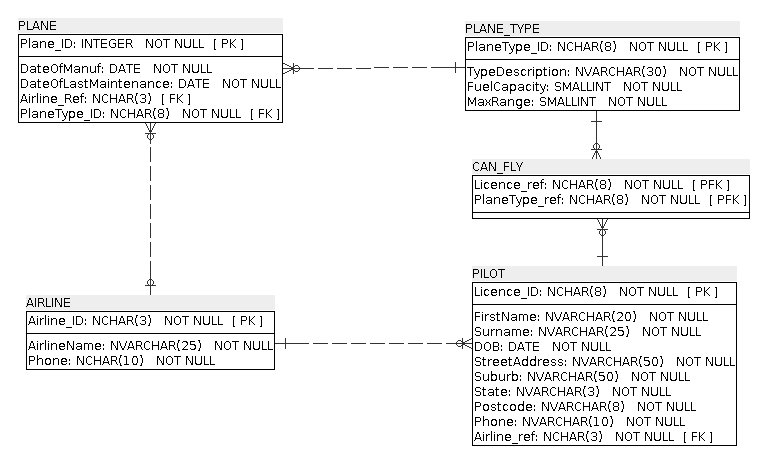 PLANE
Plane_ID: INTEGER NOT NULL [ PK ]
DateOfManuf: DATE NOT NULL
DateOfLastMaintenance: DATE NOT NULL
Airline_Ref: NCHAR(3) [ FK ]
PlaneType_ID: NCHAR(8) NOT NULL [ FK ]
PLANE_TYPE
PlaneType_ID: NCHAR(8) NOT NULL [ PK ]
TypeDescription: NVARCHAR(30) NOT NULL
FuelCapacity: SMALLINT NOT NULL
MaxRange: SMALLINT NOT NULL
CAN_FLY
Licence_ref: NCHAR(8) NOT NULL [ PFK ]
PlaneType_ref: NCHAR(8) NOT NULL [ PFK ]
AIRLINE
Airline_ID: NCHAR(3) NOT NULL [ PK ]
AirlineName: NVARCHAR(25) NOT NULL
Phone: NCHAR(10) NOT NULL
PILOT
Licence_ID: NCHAR(8) NOT NULL [ PK ]
FirstName: NVARCHAR(20) NOT NULL
Surname: NVARCHAR(25) NOT NULL
DOB: DATE NOT NULL
StreetAddress: NVARCHAR(50) NOT NULL
Suburb: NVARCHAR(50) NOT NULL
State: NVARCHAR(3) NOT NULL
Postcode: NVARCHAR(8) NOT NULL
Phone: NVARCHAR(10) NOT NULL
Airline_ref: NCHAR(3) NOT NULL [ FK ]